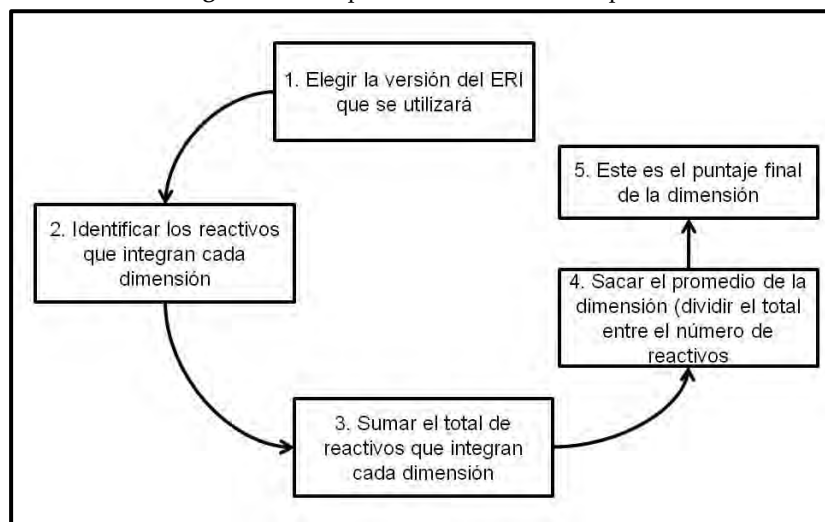 1. Elegir la versión del ERI
que se utilizará
2. Identificar los reactivos
que integran cada
dimensión
3. Sumar el total de
reactivos que integran
cada dimensión
4. Sacar el promedio de la
dimensión (dividir el total
entre el número de
reactivos
5. Este es el puntaje final
de la dimensión